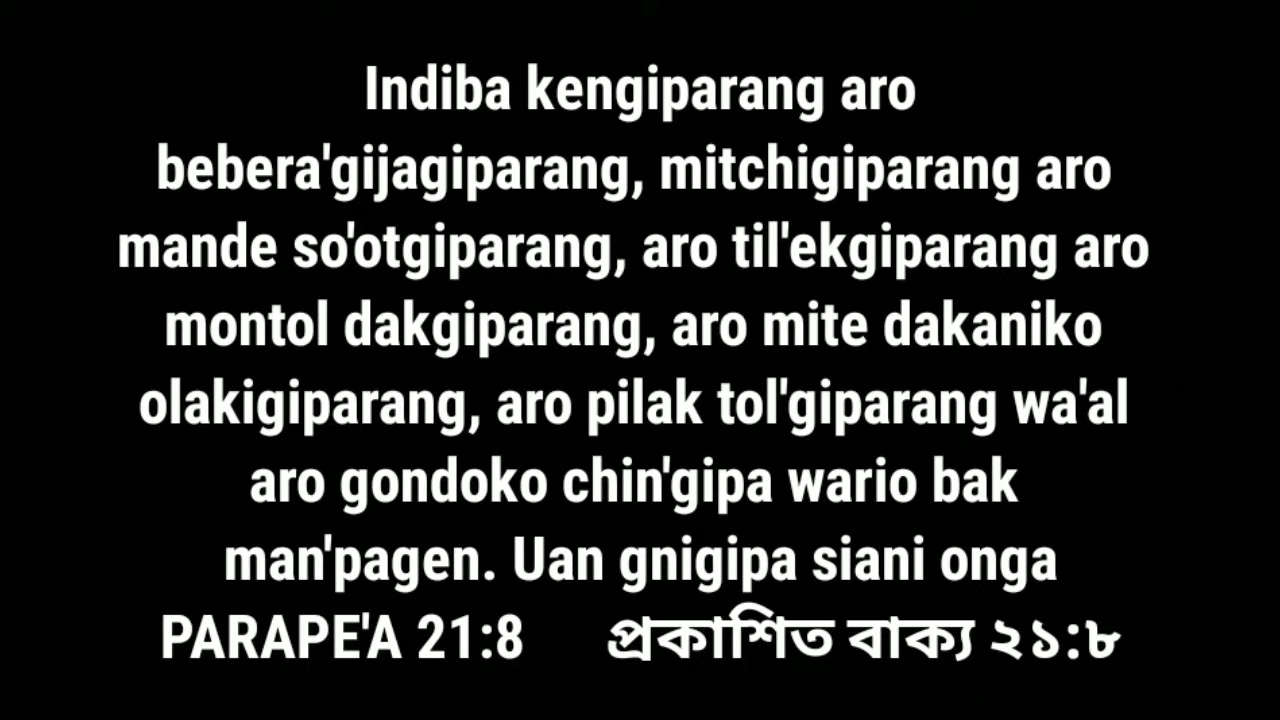 Indiba kengiparang aro
bebera'gijagiparang, mitchigiparang aro
mande so'otgiparang, aro til'ekgiparang aro
montol dakgiparang, aro mite dakaniko
olakigiparang, aro pilak tol'giparang wa'al
aro gondoko chin'gipa wario bak
man'pagen. Uan gnigipa siani onga
PARAPE'A 21:8 প্রকাশিত বাক্য ২১:৮